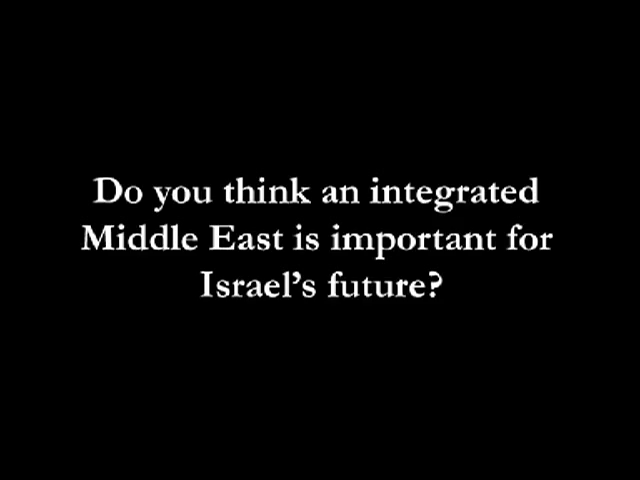 Do you think an integrated
Middle East is important for
Israel’s future?